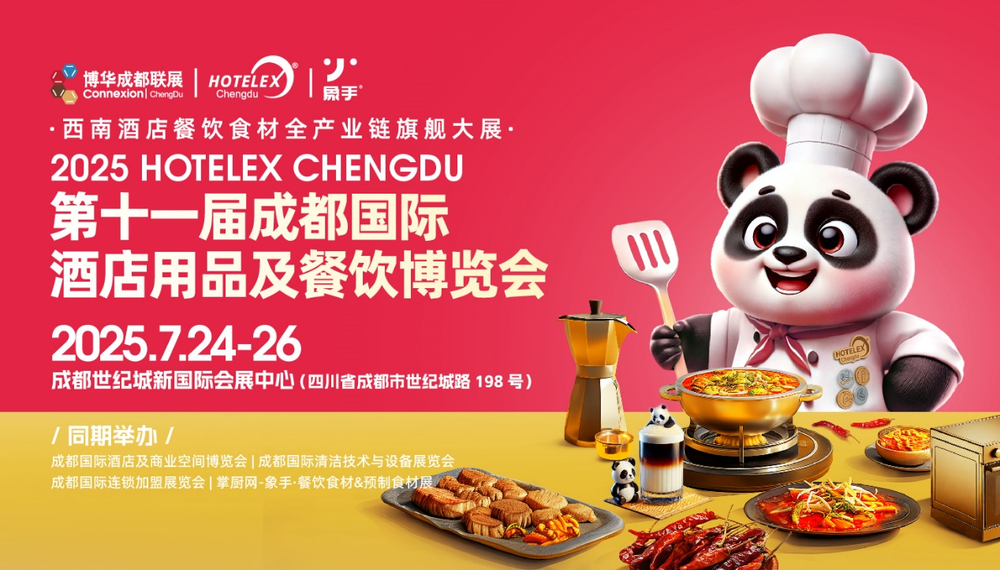 博华成都联展
Connexion | ChengDu
HOTELEX®
Chengdu
象手®
·西南酒店餐饮食材全产业链旗舰大展·
2025 HOTELEX CHENGDU
第十一届成都国际
酒店用品及餐饮博览会
2025.7.24-26
成都世纪城新国际会展中心(四川省成都市世纪城路 198 号)
/ 同期举办 /
成都国际酒店及商业空间博览会 | 成都国际清洁技术与设备展览会
成都国际连锁加盟展览会 | 掌厨网-象手·餐饮食材&预制食材展
HOTELEX
Chengdu